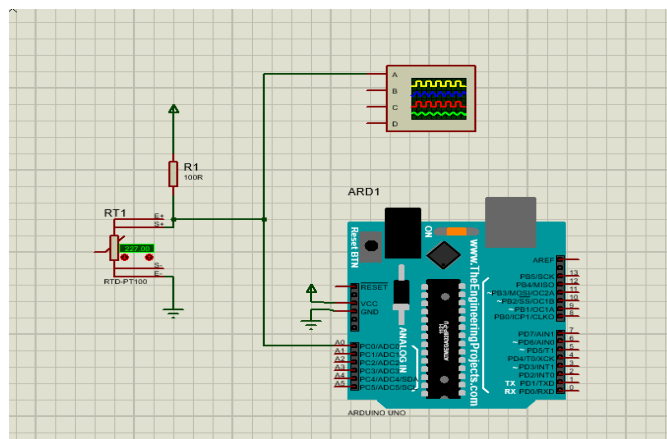 A
B
C
D
R1
100R
RT1
E+
S+
227.00
S-
E-
RTD-PT100
ARD1
Reset BTN
ON
www.TheEngineeringProjects.com
RESET
VCC
GND
ANALOG IN
AREF
PB5/SCK 13
PB4/MISO 12
~PB3/MOSI/OC2A 11
~PB2/SS/OC1B 10
~PB1/OC1A 9
PB0/ICP1/CLKO 8
PD7/AIN1 7
~PD6/AIN0 6
~PD5/T1 5
PD4/T0/XCK 4
~PD3/INT1 3
PD2/INT0 2
TX PD1/TXD 1
RX PD0/RXD 0
A0 PC0/ADC0
A1 PC1/ADC1
A2 PC2/ADC2
A3 PC3/ADC3
A4 PC4/ADC4/SDA
A5 PC5/ADC5/SCL
ARDUINO UNO